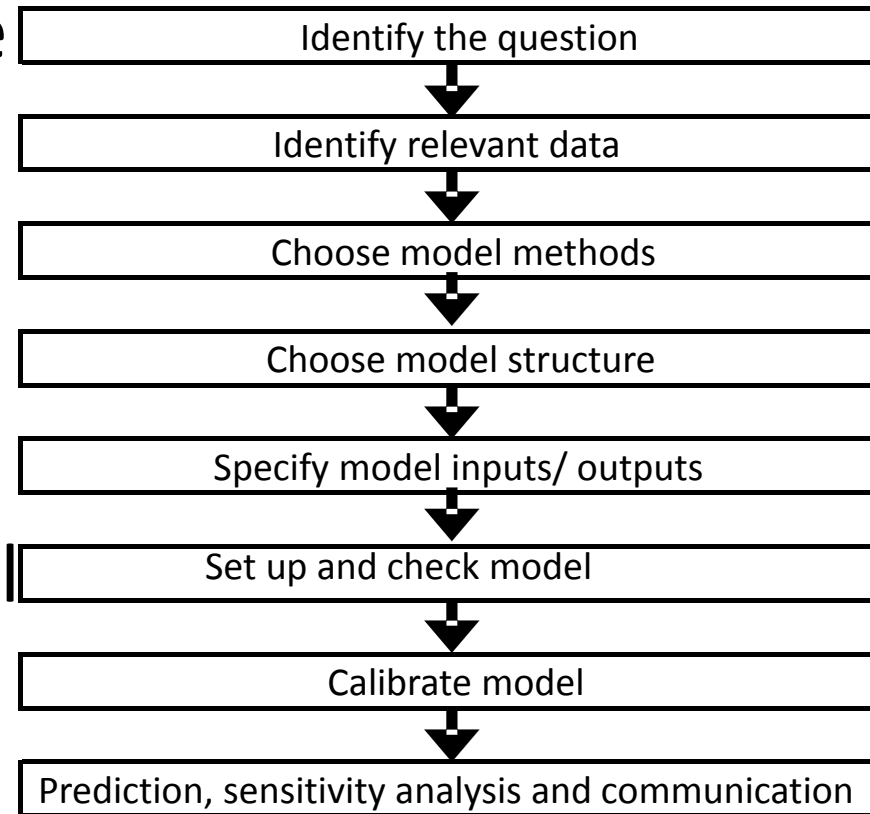 e
Identify the question
Identify relevant data
Choose model methods
Choose model structure
Specify model inputs/ outputs
l
Set up and check model
Calibrate model
Prediction, sensitivity analysis and communication